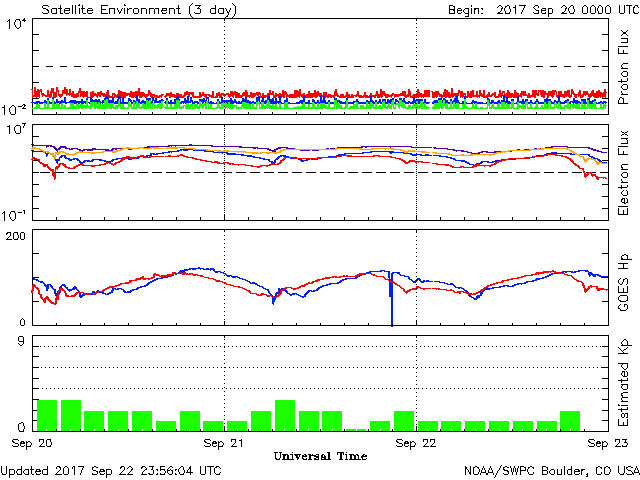 Satellite Environment (3 day) Begin: 2017 Sep 20 0000 UTC
10⁴
10⁻²
Proton Flux
10⁷
10⁻¹
Electron Flux
200
0
GOES Hp
9
0
Estimated Kp
Sep 20 Sep 21 Sep 22 Sep 23
Universal Time
Updated 2017 Sep 22 23:56:04 UTC NOAA/SWPC Boulder, CO USA